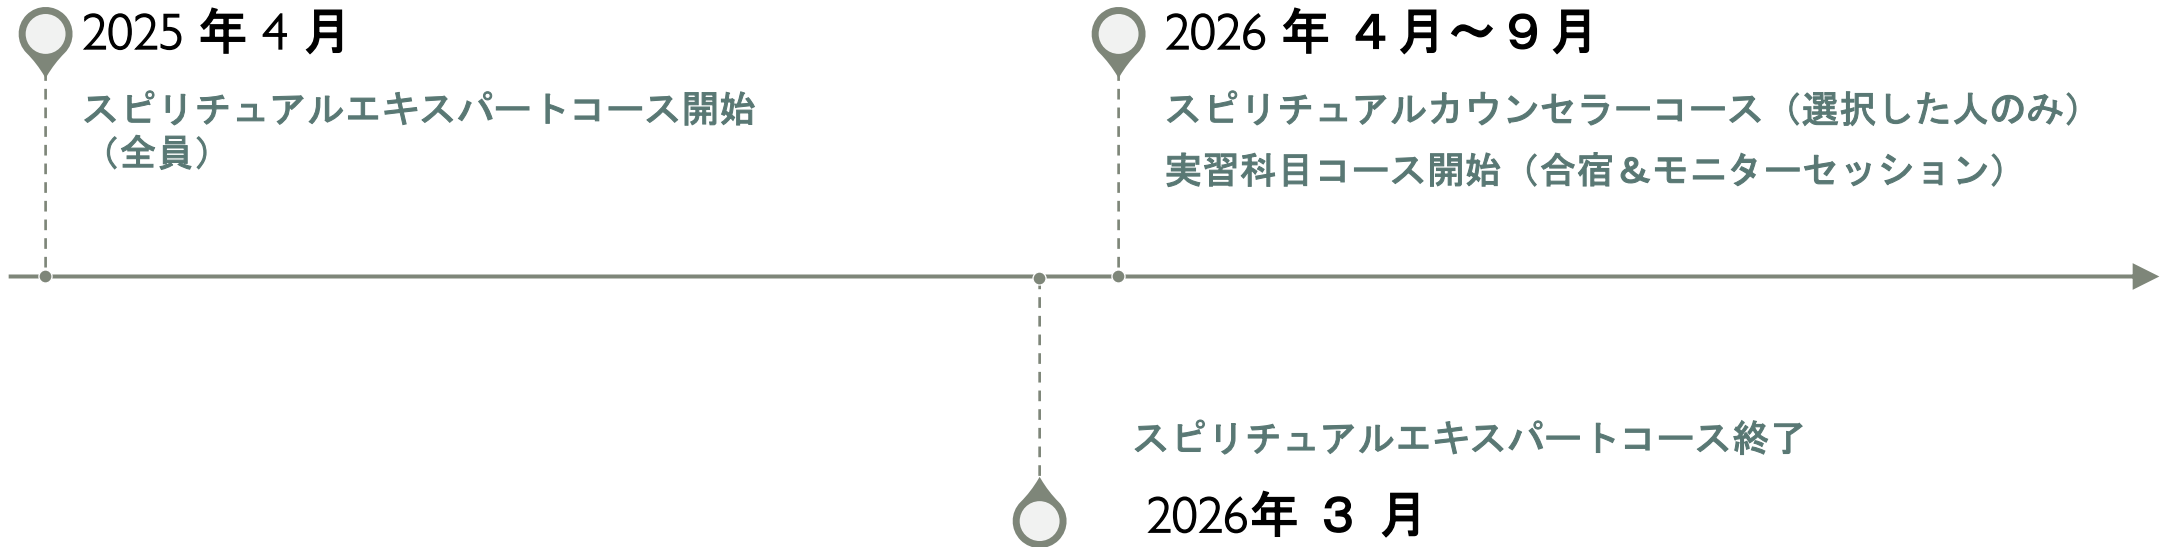 2025 年 4 月
スピリチュアルエキスパートコース開始
（全員）
2026 年 ４月〜９月
スピリチュアルカウンセラーコース（選択した人のみ）
実習科目コース開始（合宿＆モニターセッション）
スピリチュアルエキスパートコース終了
2026年 ３ 月